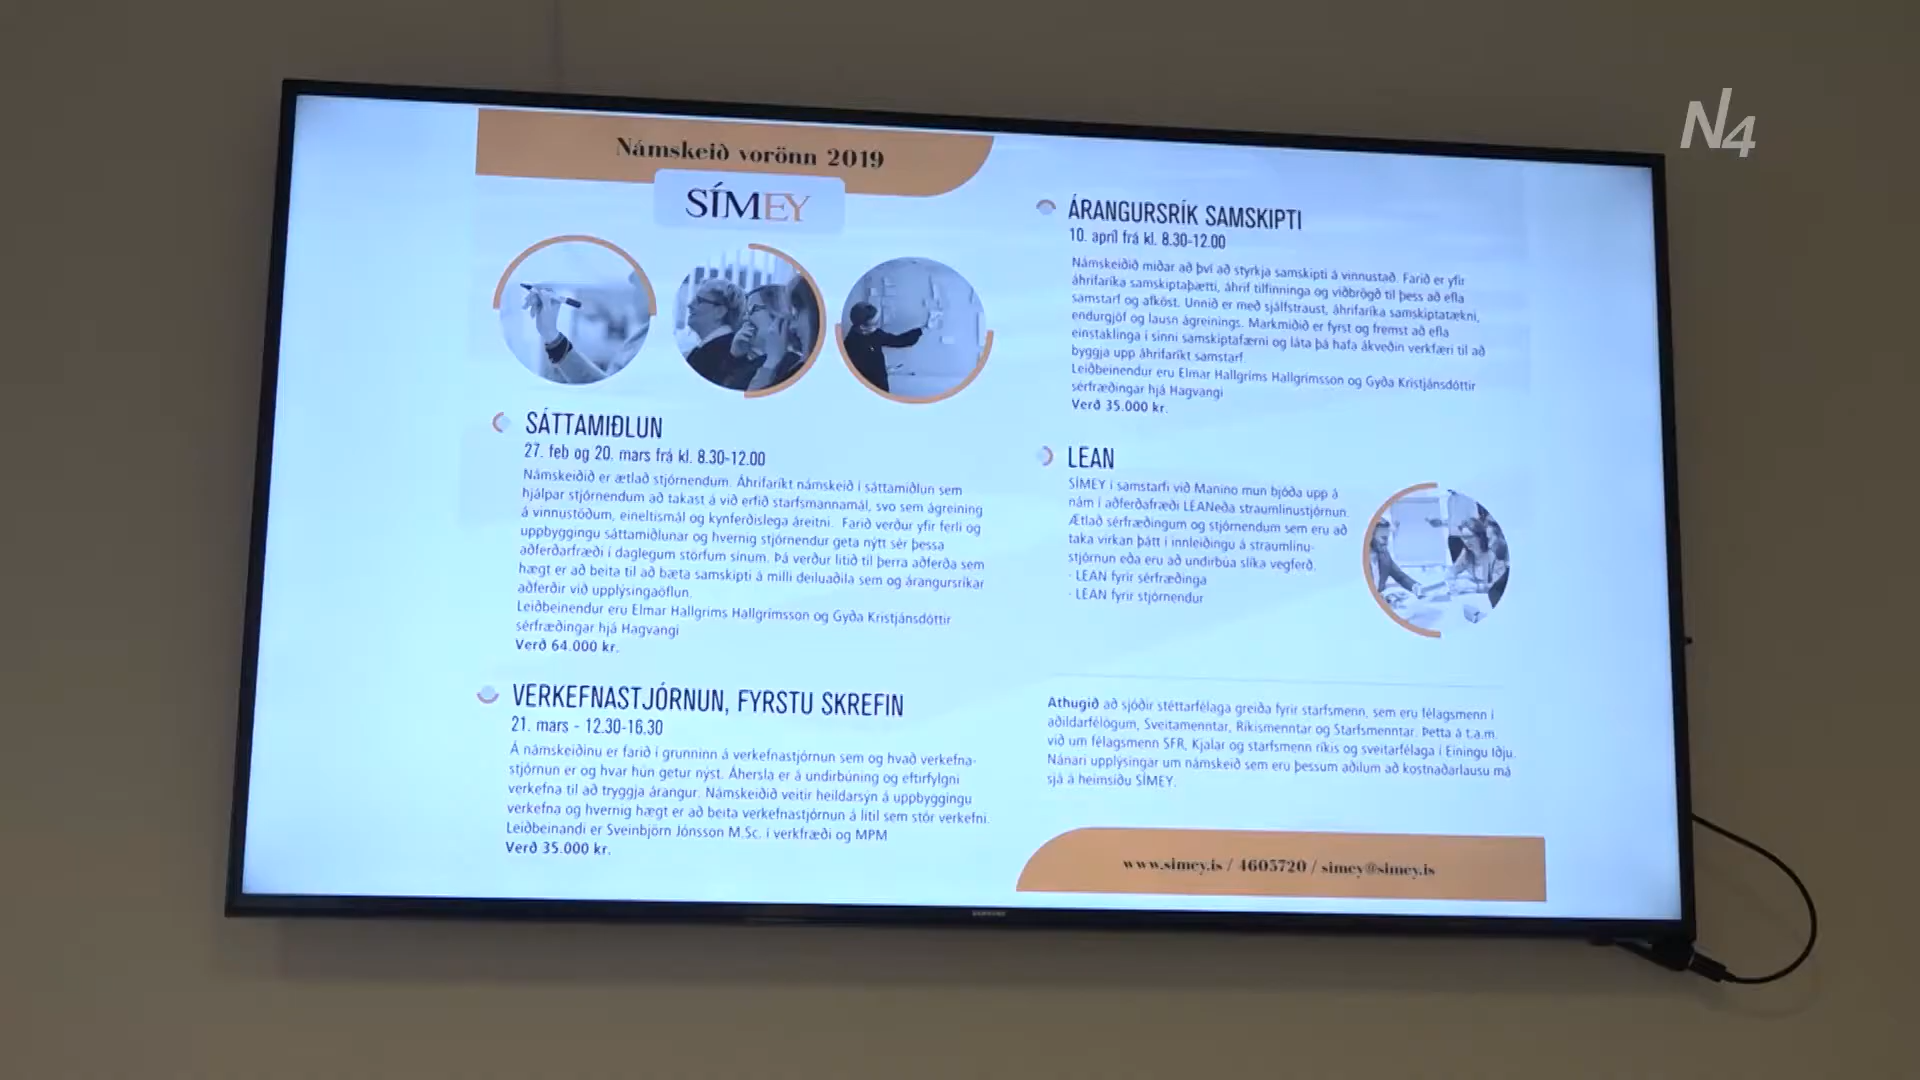 N4
Námskeið vorönn 2019
SÍMEY
SÁTTAMIÐLUN
27. feb og 20. mars frá kl. 8.30-12.00
Námskeiðið er ætlað stjórnendum. Áhrifaríkt námskeið í sáttamiðlun sem
hjálpar stjórnendum að takast á við erfið starfsmannamál, svo sem ágreining
á vinnustöðum, eineltismál og kynferðislega áreitni. Farið verður yfir ferli og
uppbyggingu sáttamiðlunar og hvernig stjórnendur geta nýtt sér þessa
aðferðarfræði í daglegum störfum sínum. Þá verður litið til þerra aðferða sem
hægt er að beita til að bæta samskipti á milli deiluaðila sem og árangursríkar
aðferðir við upplýsingaöflun.
Leiðbeinendur eru Elmar Hallgríms Hallgrímsson og Gyða Kristjánsdóttir
sérfræðingar hjá Hagvangi
Verð 64.000 kr.
VERKEFNASTJÓRNUN, FYRSTU SKREFIN
21. mars - 12.30-16.30
Á námskeiðinu er farið í grunninn á verkefnastjórnun sem og hvað verkefna-
stjórnun er og hvar hún getur nýst. Áhersla er á undirbúning og eftirfylgni
verkefna til að tryggja árangur. Námskeiðið veitir heildarsýn á uppbyggingu
verkefna og hvernig hægt er að beita verkefnastjórnun á lítil sem stór verkefni.
Leiðbeinandi er Sveinbjörn Jónsson M.Sc. í verkfræði og MPM
Verð 35.000 kr.
ÁRANGURSRÍK SAMSKIPTI
10. apríl frá kl. 8.30-12.00
Námskeiðið miðar að því að styrkja samskipti á vinnustað. Farið er yfir
áhrifaríka samskiptaþætti, áhrif tilfinninga og viðbrögð til þess að efla
samstarf og afköst. Unnið er með sjálfstraust, áhrifaríka samskiptatækni,
endurgjöf og lausn ágreinings. Markmiðið er fyrst og fremst að efla
einstaklinga í sinni samskiptafærni og láta þá hafa ákveðin verkfæri til að
byggja upp áhrifaríkt samstarf.
Leiðbeinendur eru Elmar Hallgríms Hallgrímsson og Gyða Kristjánsdóttir
sérfræðingar hjá Hagvangi
Verð 35.000 kr.
LEAN
SÍMEY í samstarfi við Manino mun bjóða upp á
nám í aðferðafræði LEANeða straumlínustjórnun.
Ætlað sérfræðingum og stjórnendum sem eru að
taka virkan þátt í innleiðingu á straumlínu-
stjórnun eða eru að undirbúa slíka vegferð.
· LEAN fyrir sérfræðinga
· LEAN fyrir stjórnendur
Athugið að sjóðir stéttarfélaga greiða fyrir starfsmenn, sem eru félagsmenn í
aðildarfélögum, Sveitamenntar, Ríkismenntar og Starfsmenntar. Þetta á t.a.m.
við um félagsmenn SFR, Kjalar og starfsmenn ríkis og sveitarfélaga í Einingu Iðju.
Nánari upplýsingar um námskeið sem eru þessum aðilum að kostnaðarlausu má
sjá á heimsíðu SÍMEY.
www.simey.is / 4605720 / simey@simey.is
SAMSUNG